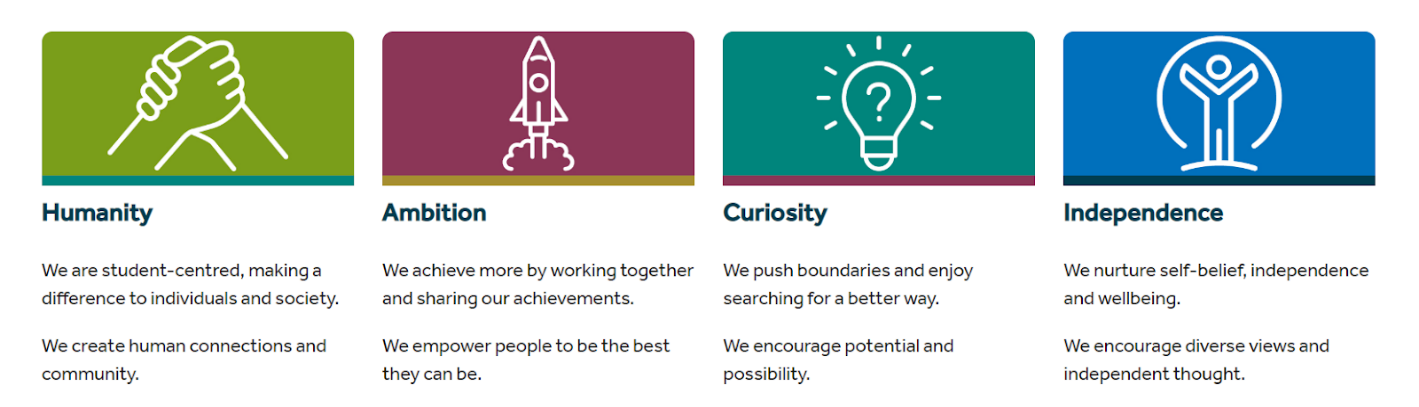 ?
Humanity
We are student-centred, making a
difference to individuals and society.
We create human connections and
community.
Ambition
We achieve more by working together
and sharing our achievements.
We empower people to be the best
they can be.
Curiosity
We push boundaries and enjoy
searching for a better way.
We encourage potential and
possibility.
Independence
We nurture self-belief, independence
and wellbeing.
We encourage diverse views and
independent thought.